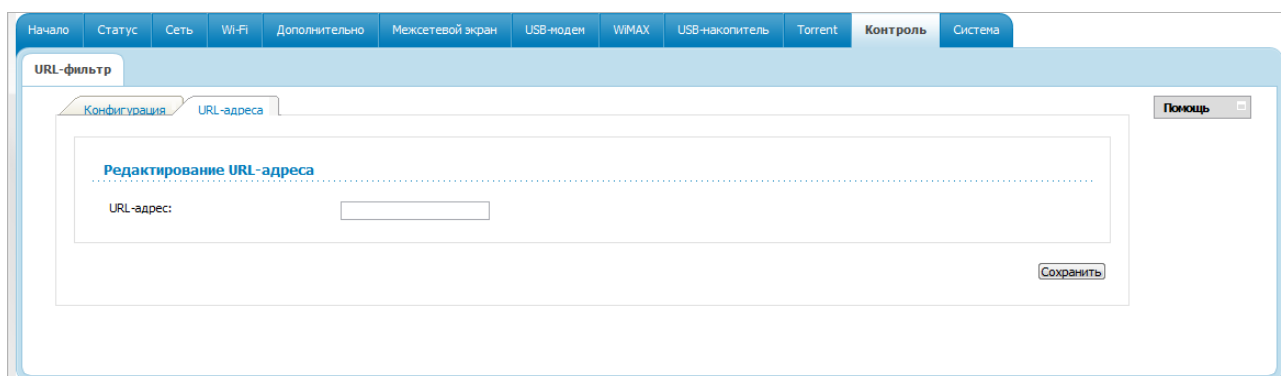 Начало Статус Сеть Wi-Fi Дополнительно Межсетевой экран USB-модем WiMAX USB-накопитель Torrent Контроль Система
URL-фильтр
Конфигурация URL-адреса Помощь
Редактирование URL-адреса
URL-адрес:
Сохранить